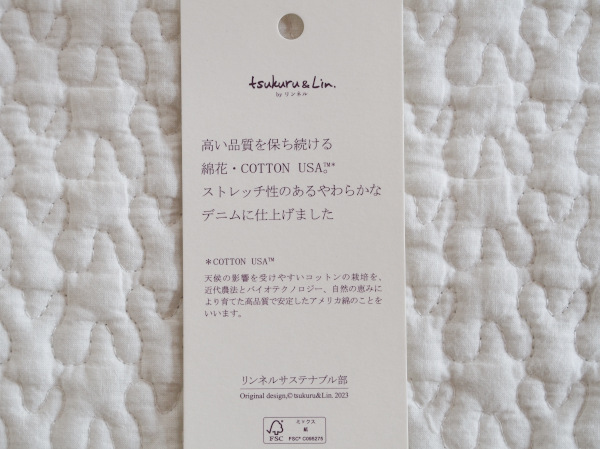 tsukuru&Lin.
by リンネル
高い品質を保ち続ける
綿花・COTTON USA™*。
ストレッチ性のあるやわらかな
デニムに仕上げました
*COTTON USA™
天候の影響を受けやすいコットンの栽培を、
近代農法とバイオテクノロジー、自然の恵みに
より育てた高品質で安定したアメリカ綿のことを
いいます。
リンネルサステナブル部
Original design,© tsukuru&Lin. 2023
FSC
ミックス
紙
FSC® C098275